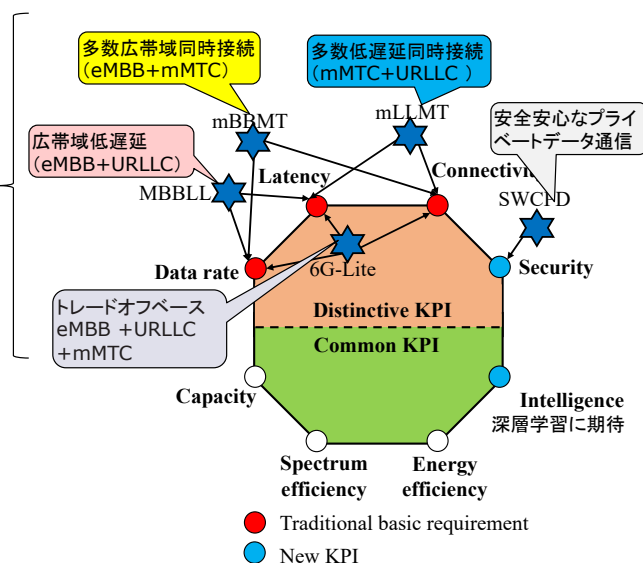 多数広帯域同時接続
(eMBB+mMTC)
多数低遅延同時接続
(mMTC+URLLC )
mBBMT
mLLMT
安全安心なプライ
ベートデータ通信
広帯域低遅延
(eMBB+URLLC)
MBBLL
Latency
SWCPD
Data rate
6G-Lite
Security
トレードオフベース
eMBB +URLLC
+mMTC
Distinctive KPI
Common KPI
Capacity
Intelligence
深層学習に期待
Spectrum
efficiency
Energy
efficiency
Traditional basic requirement
New KPI